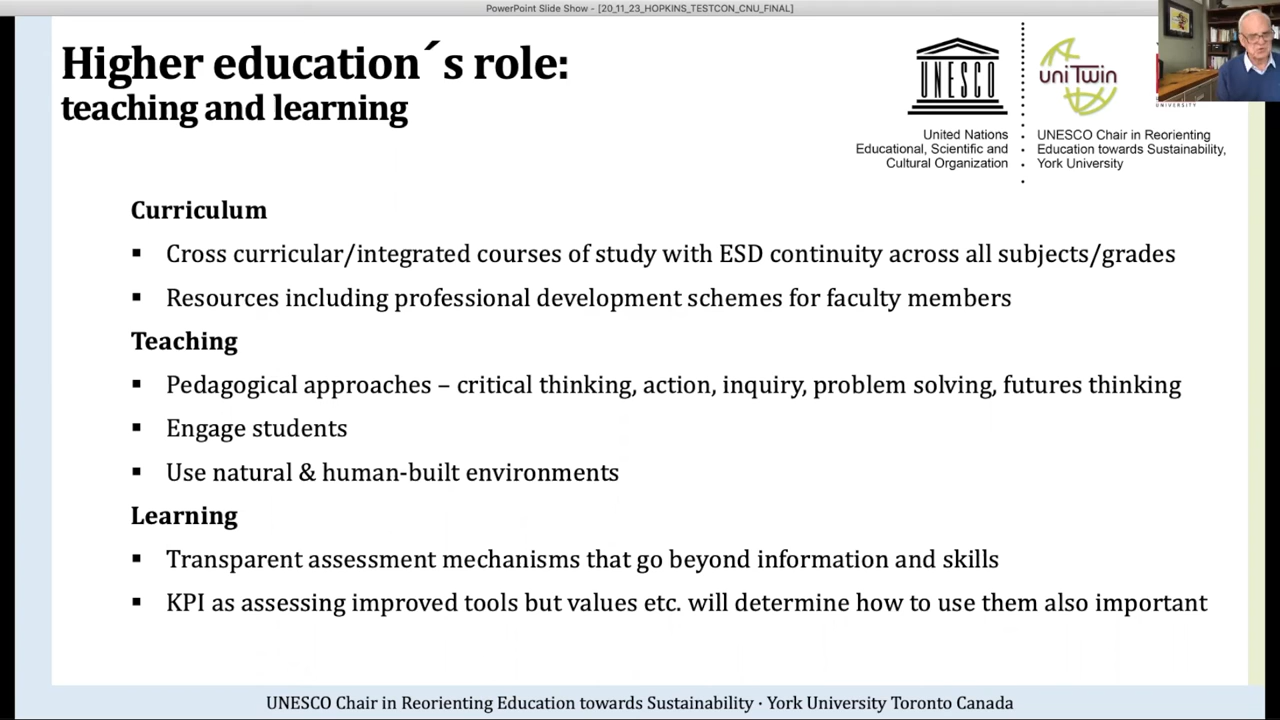 PowerPoint Slide Show - [20_11_23_HOPKINS_TESTCON_CNU_FINAL]
Higher education´s role:
teaching and learning
UNESCO
uniTwin
United Nations
Educational, Scientific and
Cultural Organization
UNESCO Chair in Reorienting
Education towards Sustainability,
York University
UNIVERSITY
Curriculum
▪ Cross curricular/integrated courses of study with ESD continuity across all subjects/grades
▪ Resources including professional development schemes for faculty members
Teaching
▪ Pedagogical approaches – critical thinking, action, inquiry, problem solving, futures thinking
▪ Engage students
▪ Use natural & human-built environments
Learning
▪ Transparent assessment mechanisms that go beyond information and skills
▪ KPI as assessing improved tools but values etc. will determine how to use them also important
UNESCO Chair in Reorienting Education towards Sustainability · York University Toronto Canada